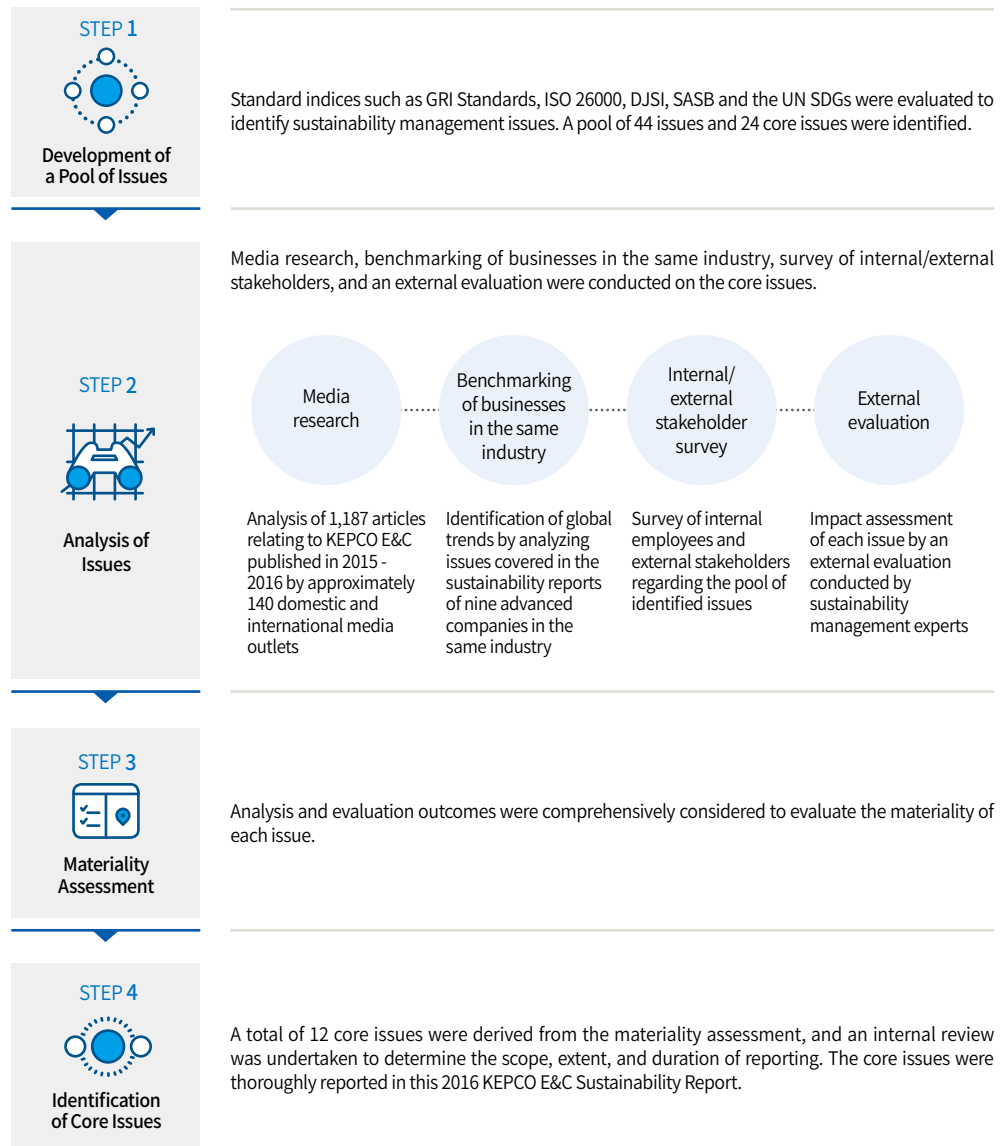 STEP 1
Development of
a Pool of Issues
Standard indices such as GRI Standards, ISO 26000, DJSI, SASB and the UN SDGs were evaluated to
identify sustainability management issues. A pool of 44 issues and 24 core issues were identified.
STEP 2
Analysis of
Issues
Media research, benchmarking of businesses in the same industry, survey of internal/external
stakeholders, and an external evaluation were conducted on the core issues.
Media
research
Benchmarking
of businesses
in the same
industry
Internal/
external
stakeholder
survey
External
evaluation
Analysis of 1,187 articles
relating to KEPCO E&C
published in 2015 -
2016 by approximately
140 domestic and
international media
outlets
Identification of global
trends by analyzing
issues covered in the
sustainability reports
of nine advanced
companies in the
same industry
Survey of internal
employees and
external stakeholders
regarding the pool of
identified issues
Impact assessment
of each issue by an
external evaluation
conducted by
sustainability
management experts
STEP 3
Materiality
Assessment
Analysis and evaluation outcomes were comprehensively considered to evaluate the materiality of
each issue.
STEP 4
Identification
of Core Issues
A total of 12 core issues were derived from the materiality assessment, and an internal review
was undertaken to determine the scope, extent, and duration of reporting. The core issues were
thoroughly reported in this 2016 KEPCO E&C Sustainability Report.